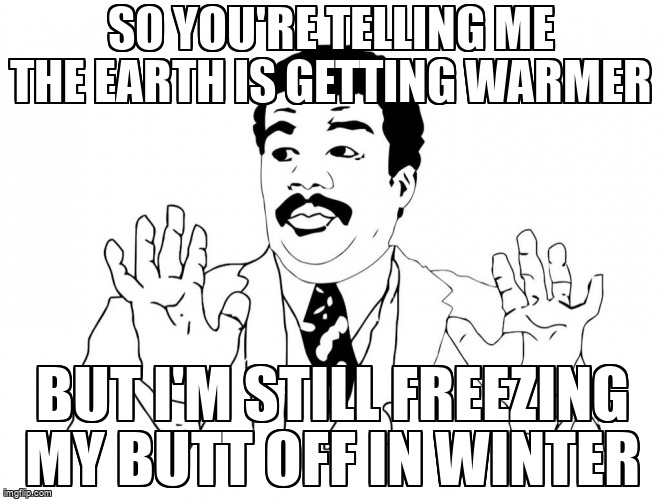 SO YOU'RE TELLING ME
THE EARTH IS GETTING WARMER
BUT I'M STILL FREEZING
MY BUTT OFF IN WINTER
imgflip.com